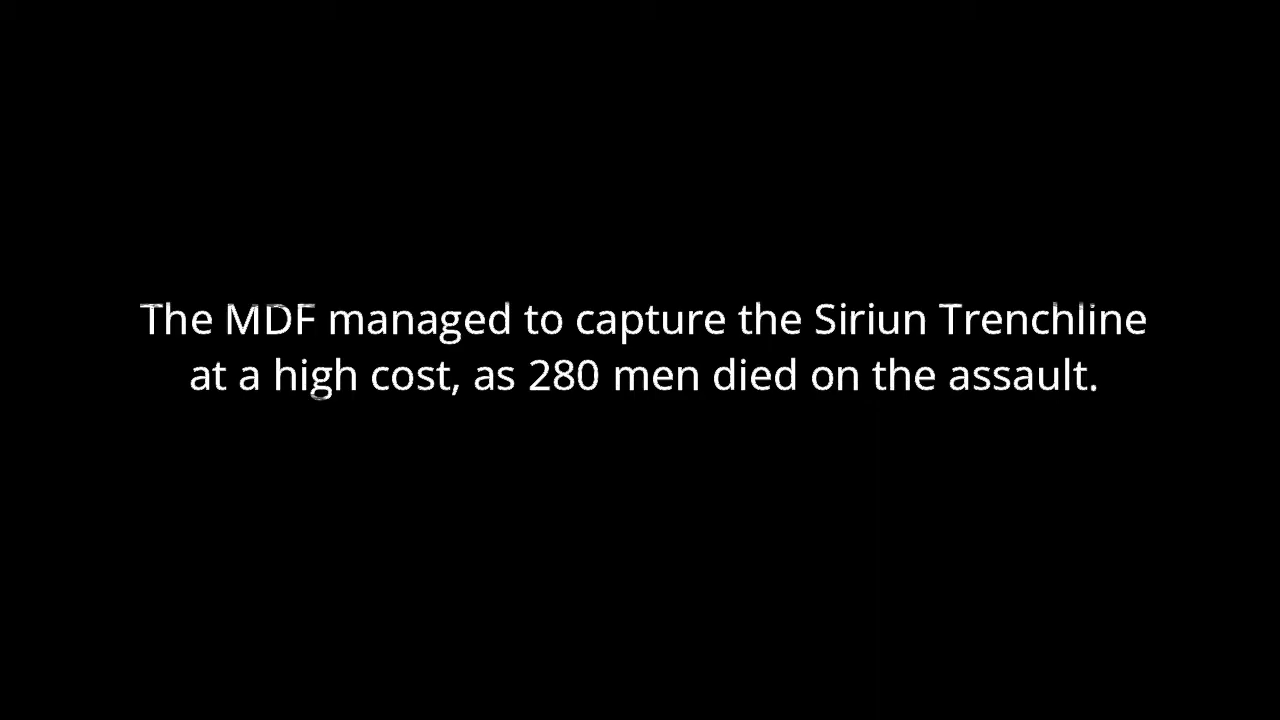 The MDF managed to capture the Siriun Trenchline
at a high cost, as 280 men died on the assault.